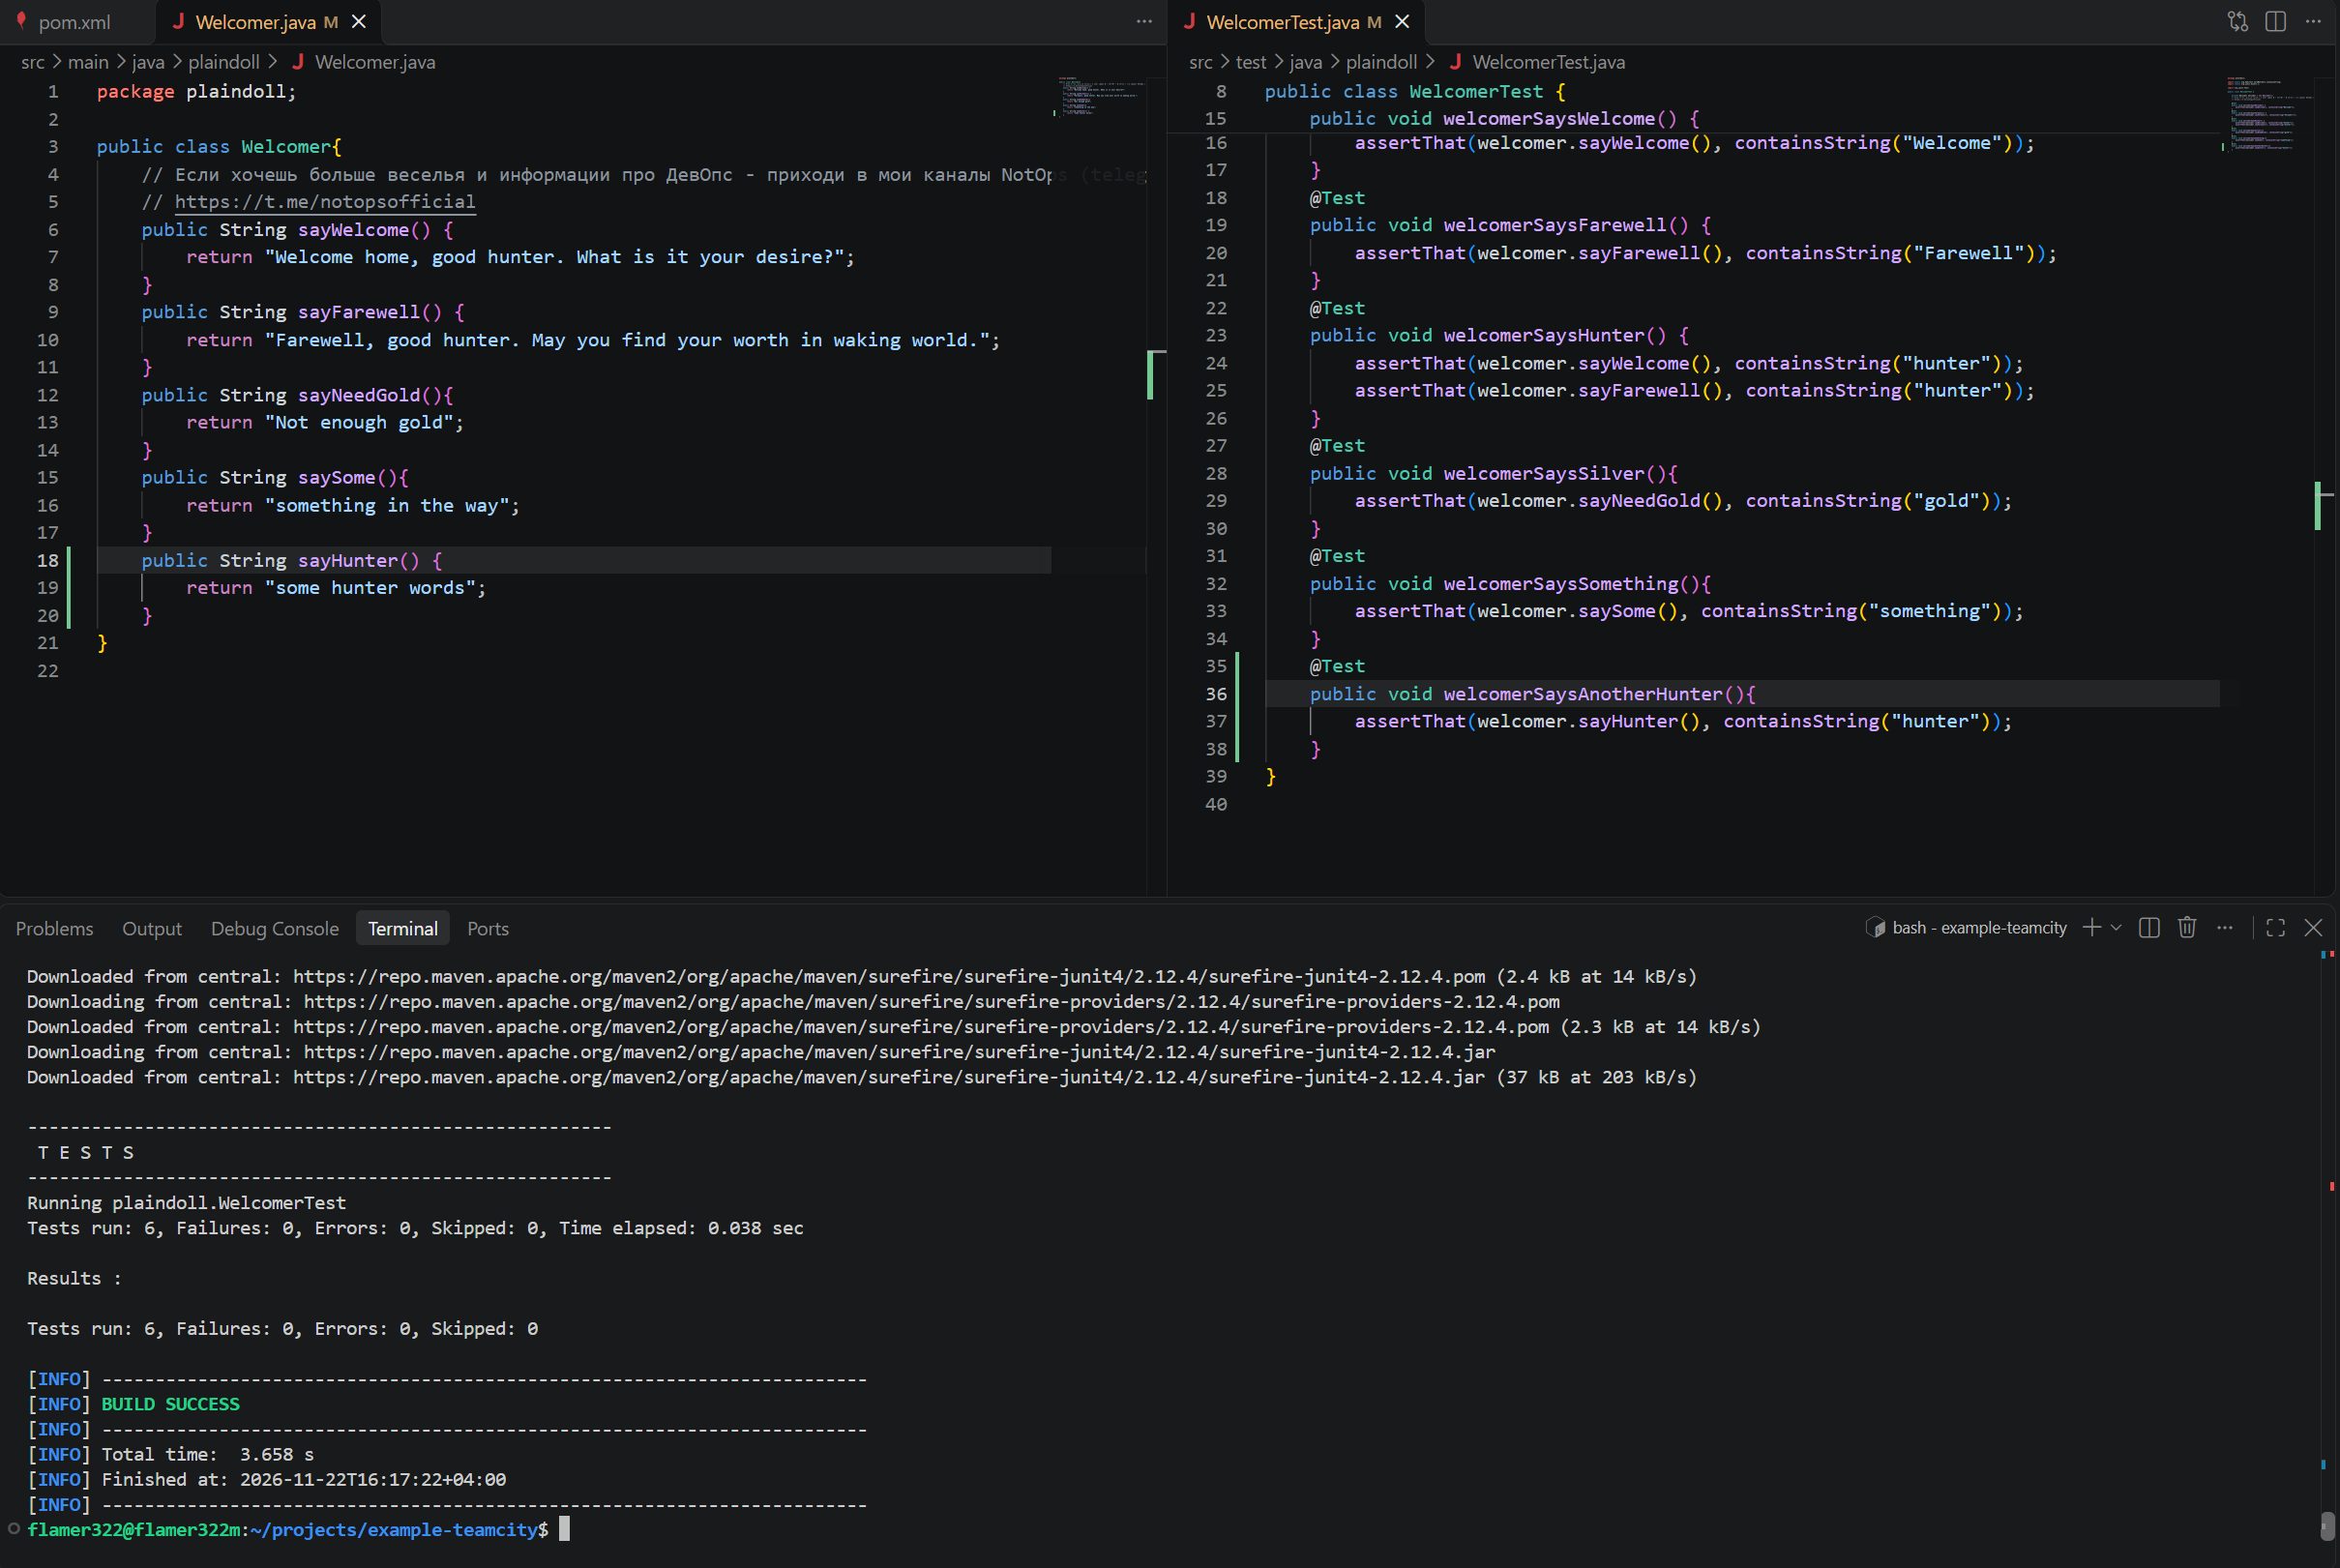 pom.xml
Welcomer.java M
src > main > java > plaindoll > Welcomer.java
1 package plaindoll;
2
3 public class Welcomer{
4 // Если хочешь больше веселья и информации про ДевОпс - приходи в мои каналы NotOps (teleg
5 // https://t.me/notopsofficial
6 public String sayWelcome() {
7 return "Welcome home, good hunter. What is it your desire?";
8 }
9 public String sayFarewell() {
10 return "Farewell, good hunter. May you find your worth in waking world.";
11 }
12 public String sayNeedGold(){
13 return "Not enough gold";
14 }
15 public String saySome(){
16 return "something in the way";
17 }
18 public String sayHunter() {
19 return "some hunter words";
20 }
21 }
22
WelcomerTest.java M
src > test > java > plaindoll > WelcomerTest.java
8 public class WelcomerTest {
15 public void welcomerSaysWelcome() {
16 assertThat(welcomer.sayWelcome(), containsString("Welcome"));
17 }
18 @Test
19 public void welcomerSaysFarewell() {
20 assertThat(welcomer.sayFarewell(), containsString("Farewell"));
21 }
22 @Test
23 public void welcomerSaysHunter() {
24 assertThat(welcomer.sayWelcome(), containsString("hunter"));
25 assertThat(welcomer.sayFarewell(), containsString("hunter"));
26 }
27 @Test
28 public void welcomerSaysSilver(){
29 assertThat(welcomer.sayNeedGold(), containsString("gold"));
30 }
31 @Test
32 public void welcomerSaysSomething(){
33 assertThat(welcomer.saySome(), containsString("something"));
34 }
35 @Test
36 public void welcomerSaysAnotherHunter(){
37 assertThat(welcomer.sayHunter(), containsString("hunter"));
38 }
39 }
40
Problems Output Debug Console Terminal Ports
bash - example-teamcity
Downloaded from central: https://repo.maven.apache.org/maven2/org/apache/maven/surefire/surefire-junit4/2.12.4/surefire-junit4-2.12.4.pom (2.4 kB at 14 kB/s)
Downloading from central: https://repo.maven.apache.org/maven2/org/apache/maven/surefire/surefire-providers/2.12.4/surefire-providers-2.12.4.pom
Downloaded from central: https://repo.maven.apache.org/maven2/org/apache/maven/surefire/surefire-providers/2.12.4/surefire-providers-2.12.4.pom (2.3 kB at 14 kB/s)
Downloading from central: https://repo.maven.apache.org/maven2/org/apache/maven/surefire/surefire-junit4/2.12.4/surefire-junit4-2.12.4.jar
Downloaded from central: https://repo.maven.apache.org/maven2/org/apache/maven/surefire/surefire-junit4/2.12.4/surefire-junit4-2.12.4.jar (37 kB at 203 kB/s)
-------------------------------------------------------
T E S T S
-------------------------------------------------------
Running plaindoll.WelcomerTest
Tests run: 6, Failures: 0, Errors: 0, Skipped: 0, Time elapsed: 0.038 sec
Results :
Tests run: 6, Failures: 0, Errors: 0, Skipped: 0
[INFO] ------------------------------------------------------------------------
[INFO] BUILD SUCCESS
[INFO] ------------------------------------------------------------------------
[INFO] Total time:  3.658 s
[INFO] Finished at: 2026-11-22T16:17:22+04:00
[INFO] ------------------------------------------------------------------------
flamer322@flamer322m:~/projects/example-teamcity$